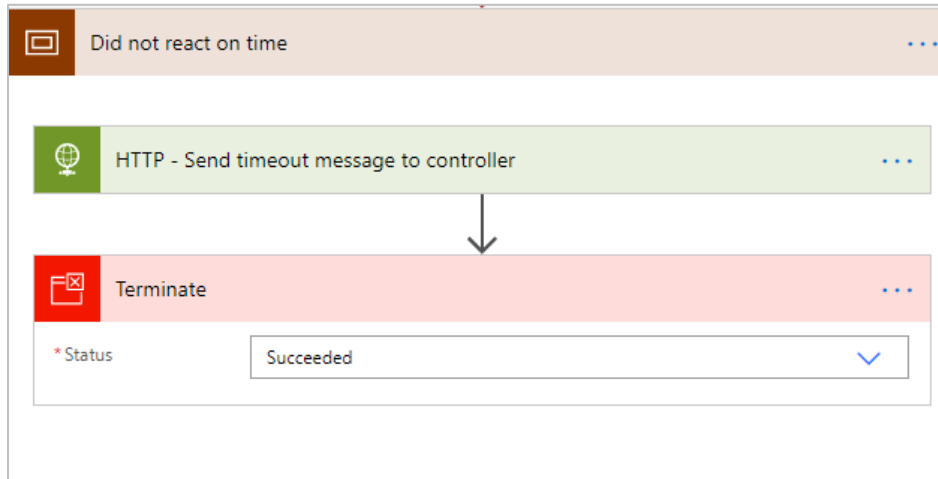 Did not react on time
HTTP - Send timeout message to controller
Terminate
* Status
Succeeded